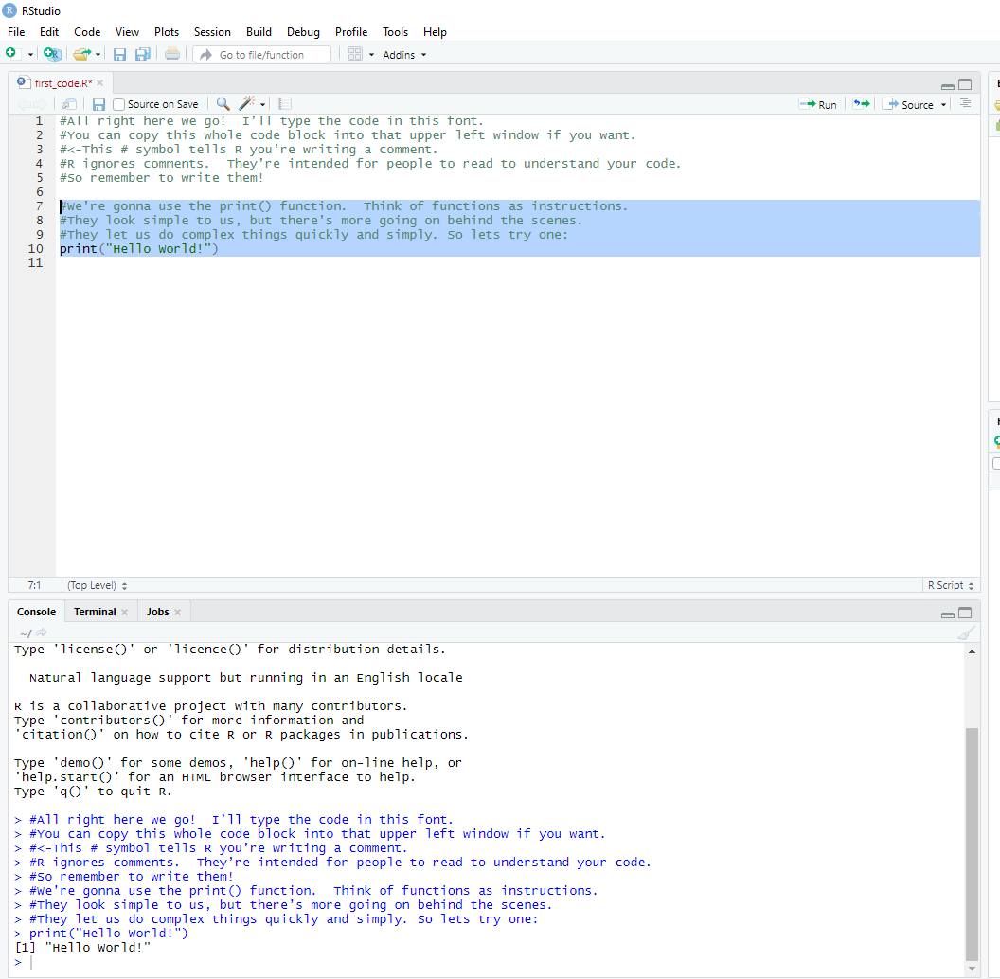 RStudio
File Edit Code View Plots Session Build Debug Profile Tools Help
Go to file/function Addins
first_code.R*
Source on Save Run Source
1 #All right here we go!  I’ll type the code in this font.
2 #You can copy this whole code block into that upper left window if you want.
3 #<-This # symbol tells R you’re writing a comment.
4 #R ignores comments.  They’re intended for people to read to understand your code.
5 #So remember to write them!
6
7 #We’re gonna use the print() function.  Think of functions as instructions.
8 #They look simple to us, but there’s more going on behind the scenes.
9 #They let us do complex things quickly and simply. So lets try one:
10 print("Hello World!")
11
7:1 (Top Level) R Script
Console Terminal Jobs
~/
Type 'license()' or 'licence()' for distribution details.
Natural language support but running in an English locale
R is a collaborative project with many contributors.
Type 'contributors()' for more information and
'citation()' on how to cite R or R packages in publications.
Type 'demo()' for some demos, 'help()' for on-line help, or
'help.start()' for an HTML browser interface to help.
Type 'q()' to quit R.
> #All right here we go!  I’ll type the code in this font.
> #You can copy this whole code block into that upper left window if you want.
> #<-This # symbol tells R you’re writing a comment.
> #R ignores comments.  They’re intended for people to read to understand your code.
> #So remember to write them!
> #We’re gonna use the print() function.  Think of functions as instructions.
> #They look simple to us, but there’s more going on behind the scenes.
> #They let us do complex things quickly and simply. So lets try one:
> print("Hello World!")
[1] "Hello World!"
>